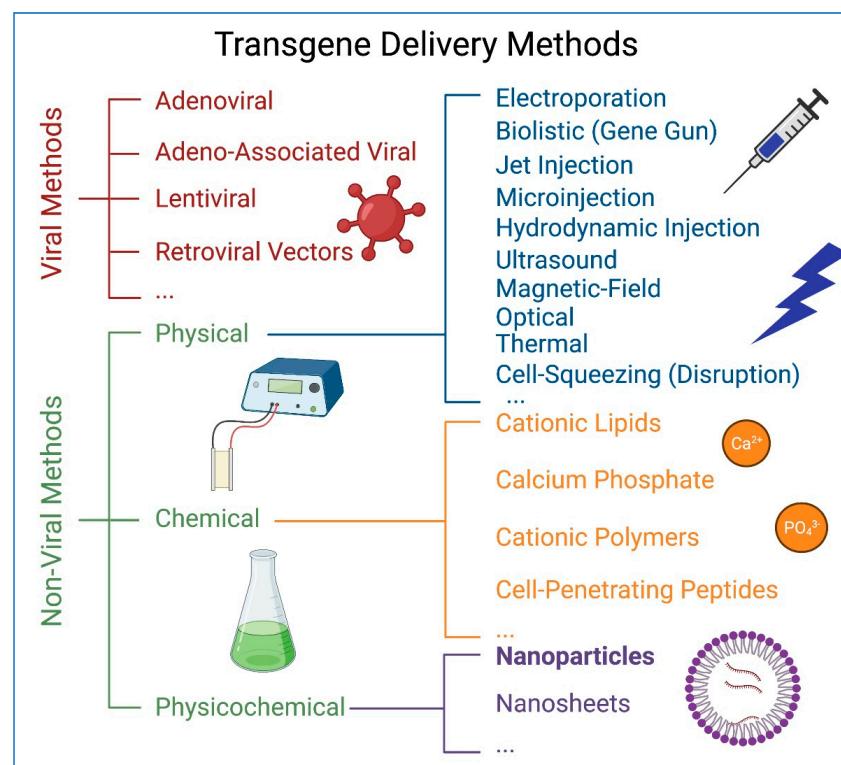 Transgene Delivery Methods
Viral Methods
Adenoviral
Adeno-Associated Viral
Lentiviral
Retroviral Vectors
...
Non-Viral Methods
Physical
Electroporation
Biolistic (Gene Gun)
Jet Injection
Microinjection
Hydrodynamic Injection
Ultrasound
Magnetic-Field
Optical
Thermal
Cell-Squeezing (Disruption)
...
Chemical
Cationic Lipids
Calcium Phosphate
Cationic Polymers
Cell-Penetrating Peptides
...
Ca²⁺
PO₄³⁻
Physicochemical
Nanoparticles
Nanosheets
...